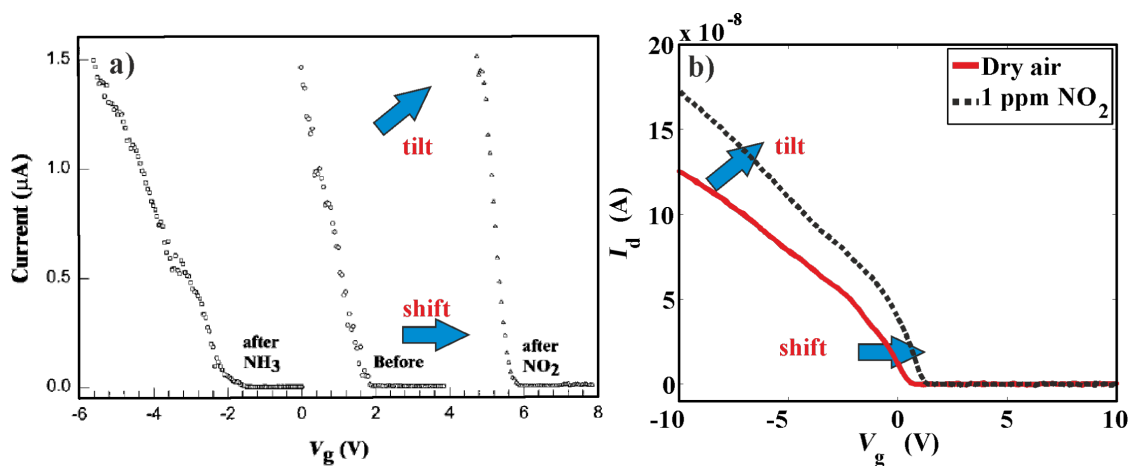 a)
1.5
1.0
0.5
0.0
Current (μA)
tilt
shift
after
NH3
Before
after
NO2
-6 -4 -2 0 2 4 6 8
Vg (V)
x 10^-8
b)
Dry air
1 ppm NO2
20
15
10
5
0
Id (A)
tilt
shift
-10 -5 0 5 10
Vg (V)